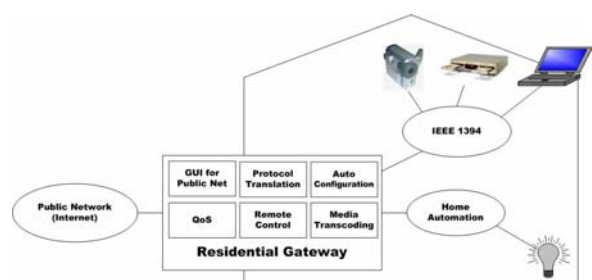 IEEE 1394
GUI for
Public Net
Protocol
Translation
Auto
Configuration
Public Network
(Internet)
QoS
Remote
Control
Media
Transcoding
Home
Automation
Residential Gateway